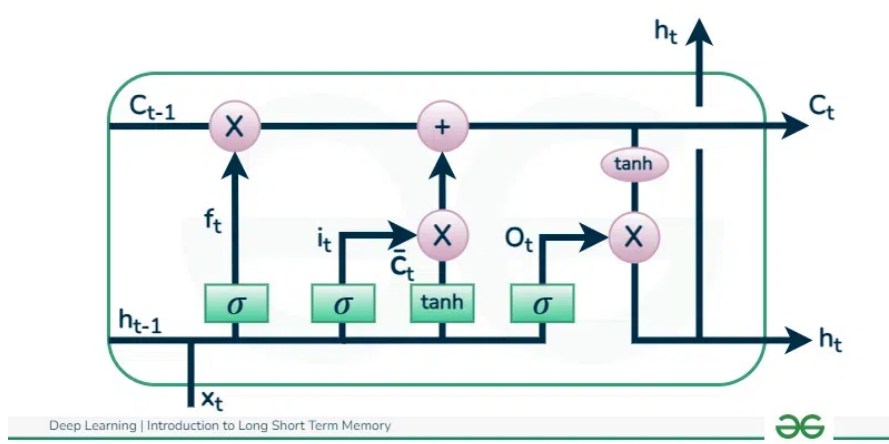 hₜ
Cₜ₋₁ X + Cₜ
tanh
fₜ iₜ X Oₜ X
C̄ₜ
σ σ tanh σ
hₜ₋₁ hₜ
xₜ
Deep Learning | Introduction to Long Short Term Memory